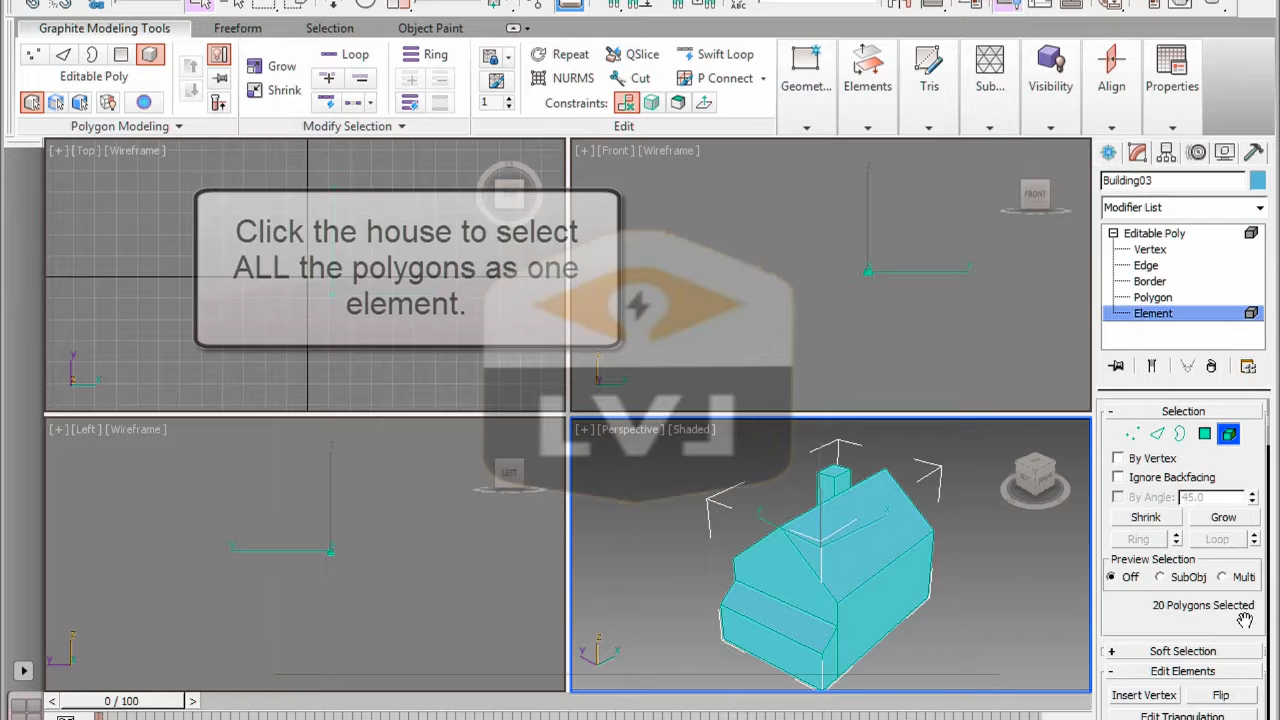 Graphite Modeling Tools
Freeform
Selection
Object Paint
Editable Poly
Grow
Shrink
Loop
Ring
1
Repeat
QSlice
Swift Loop
NURMS
Cut
P Connect
Constraints:
Geomet...
Elements
Tris
Sub...
Visibility
Align
Properties
Polygon Modeling
Modify Selection
Edit
[+][Top][Wireframe]
[+][Front][Wireframe]
FRONT
Click the house to select
ALL the polygons as one
element.
LVL
[+][Left][Wireframe]
LEFT
[+][Perspective][Shaded]
Building03
Modifier List
Editable Poly
Vertex
Edge
Border
Polygon
Element
- Selection
By Vertex
Ignore Backfacing
By Angle: 45.0
Shrink
Grow
Ring
Loop
Preview Selection
Off
SubObj
Multi
20 Polygons Selected
+ Soft Selection
- Edit Elements
Insert Vertex
Flip
Edit Triangulation
< 0 / 100 >